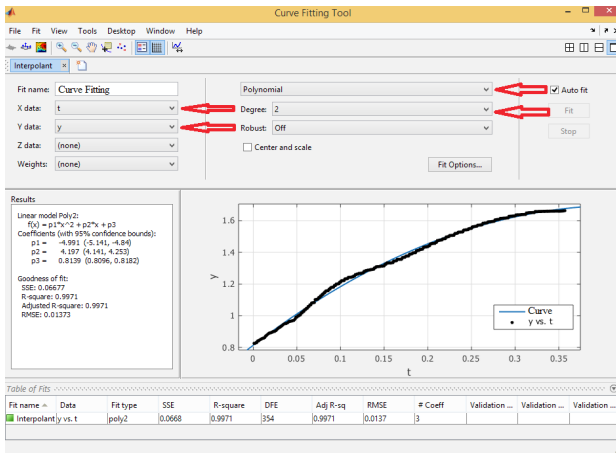 Curve Fitting Tool
File Fit View Tools Desktop Window Help
Interpolant
Fit name: Curve Fitting
X data: t
Y data: y
Z data: (none)
Weights: (none)
Polynomial
Degree: 2
Robust: Off
Center and scale
Fit Options...
Auto fit
Fit
Stop
Results
Linear model Poly2:
f(x) = p1*x^2 + p2*x + p3
Coefficients (with 95% confidence bounds):
p1 = -4.991 (-5.141, -4.84)
p2 = 4.197 (4.141, 4.253)
p3 = 0.8139 (0.8096, 0.8182)
Goodness of fit:
SSE: 0.06677
R-square: 0.9971
Adjusted R-square: 0.9971
RMSE: 0.01373
y
1.6
1.4
1.2
1
0.8
0 0.05 0.1 0.15 0.2 0.25 0.3 0.35
t
Curve
y vs. t
Table of Fits
Fit name Data Fit type SSE R-square DFE Adj R-sq RMSE # Coeff Validation ... Validation ... Validation ...
Interpolant y vs. t poly2 0.0668 0.9971 354 0.9971 0.0137 3